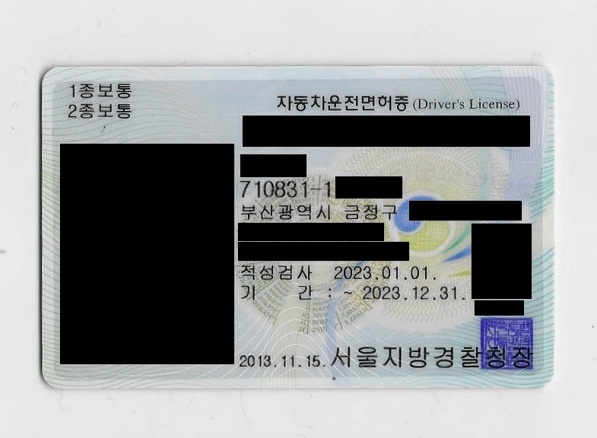 1종보통
2종보통
자동차운전면허증 (Driver's License)
710831-1
부산광역시 금정구
적성검사 2023.01.01.
기 간 : ~ 2023.12.31.
2013.11.15. 서울지방경찰청장